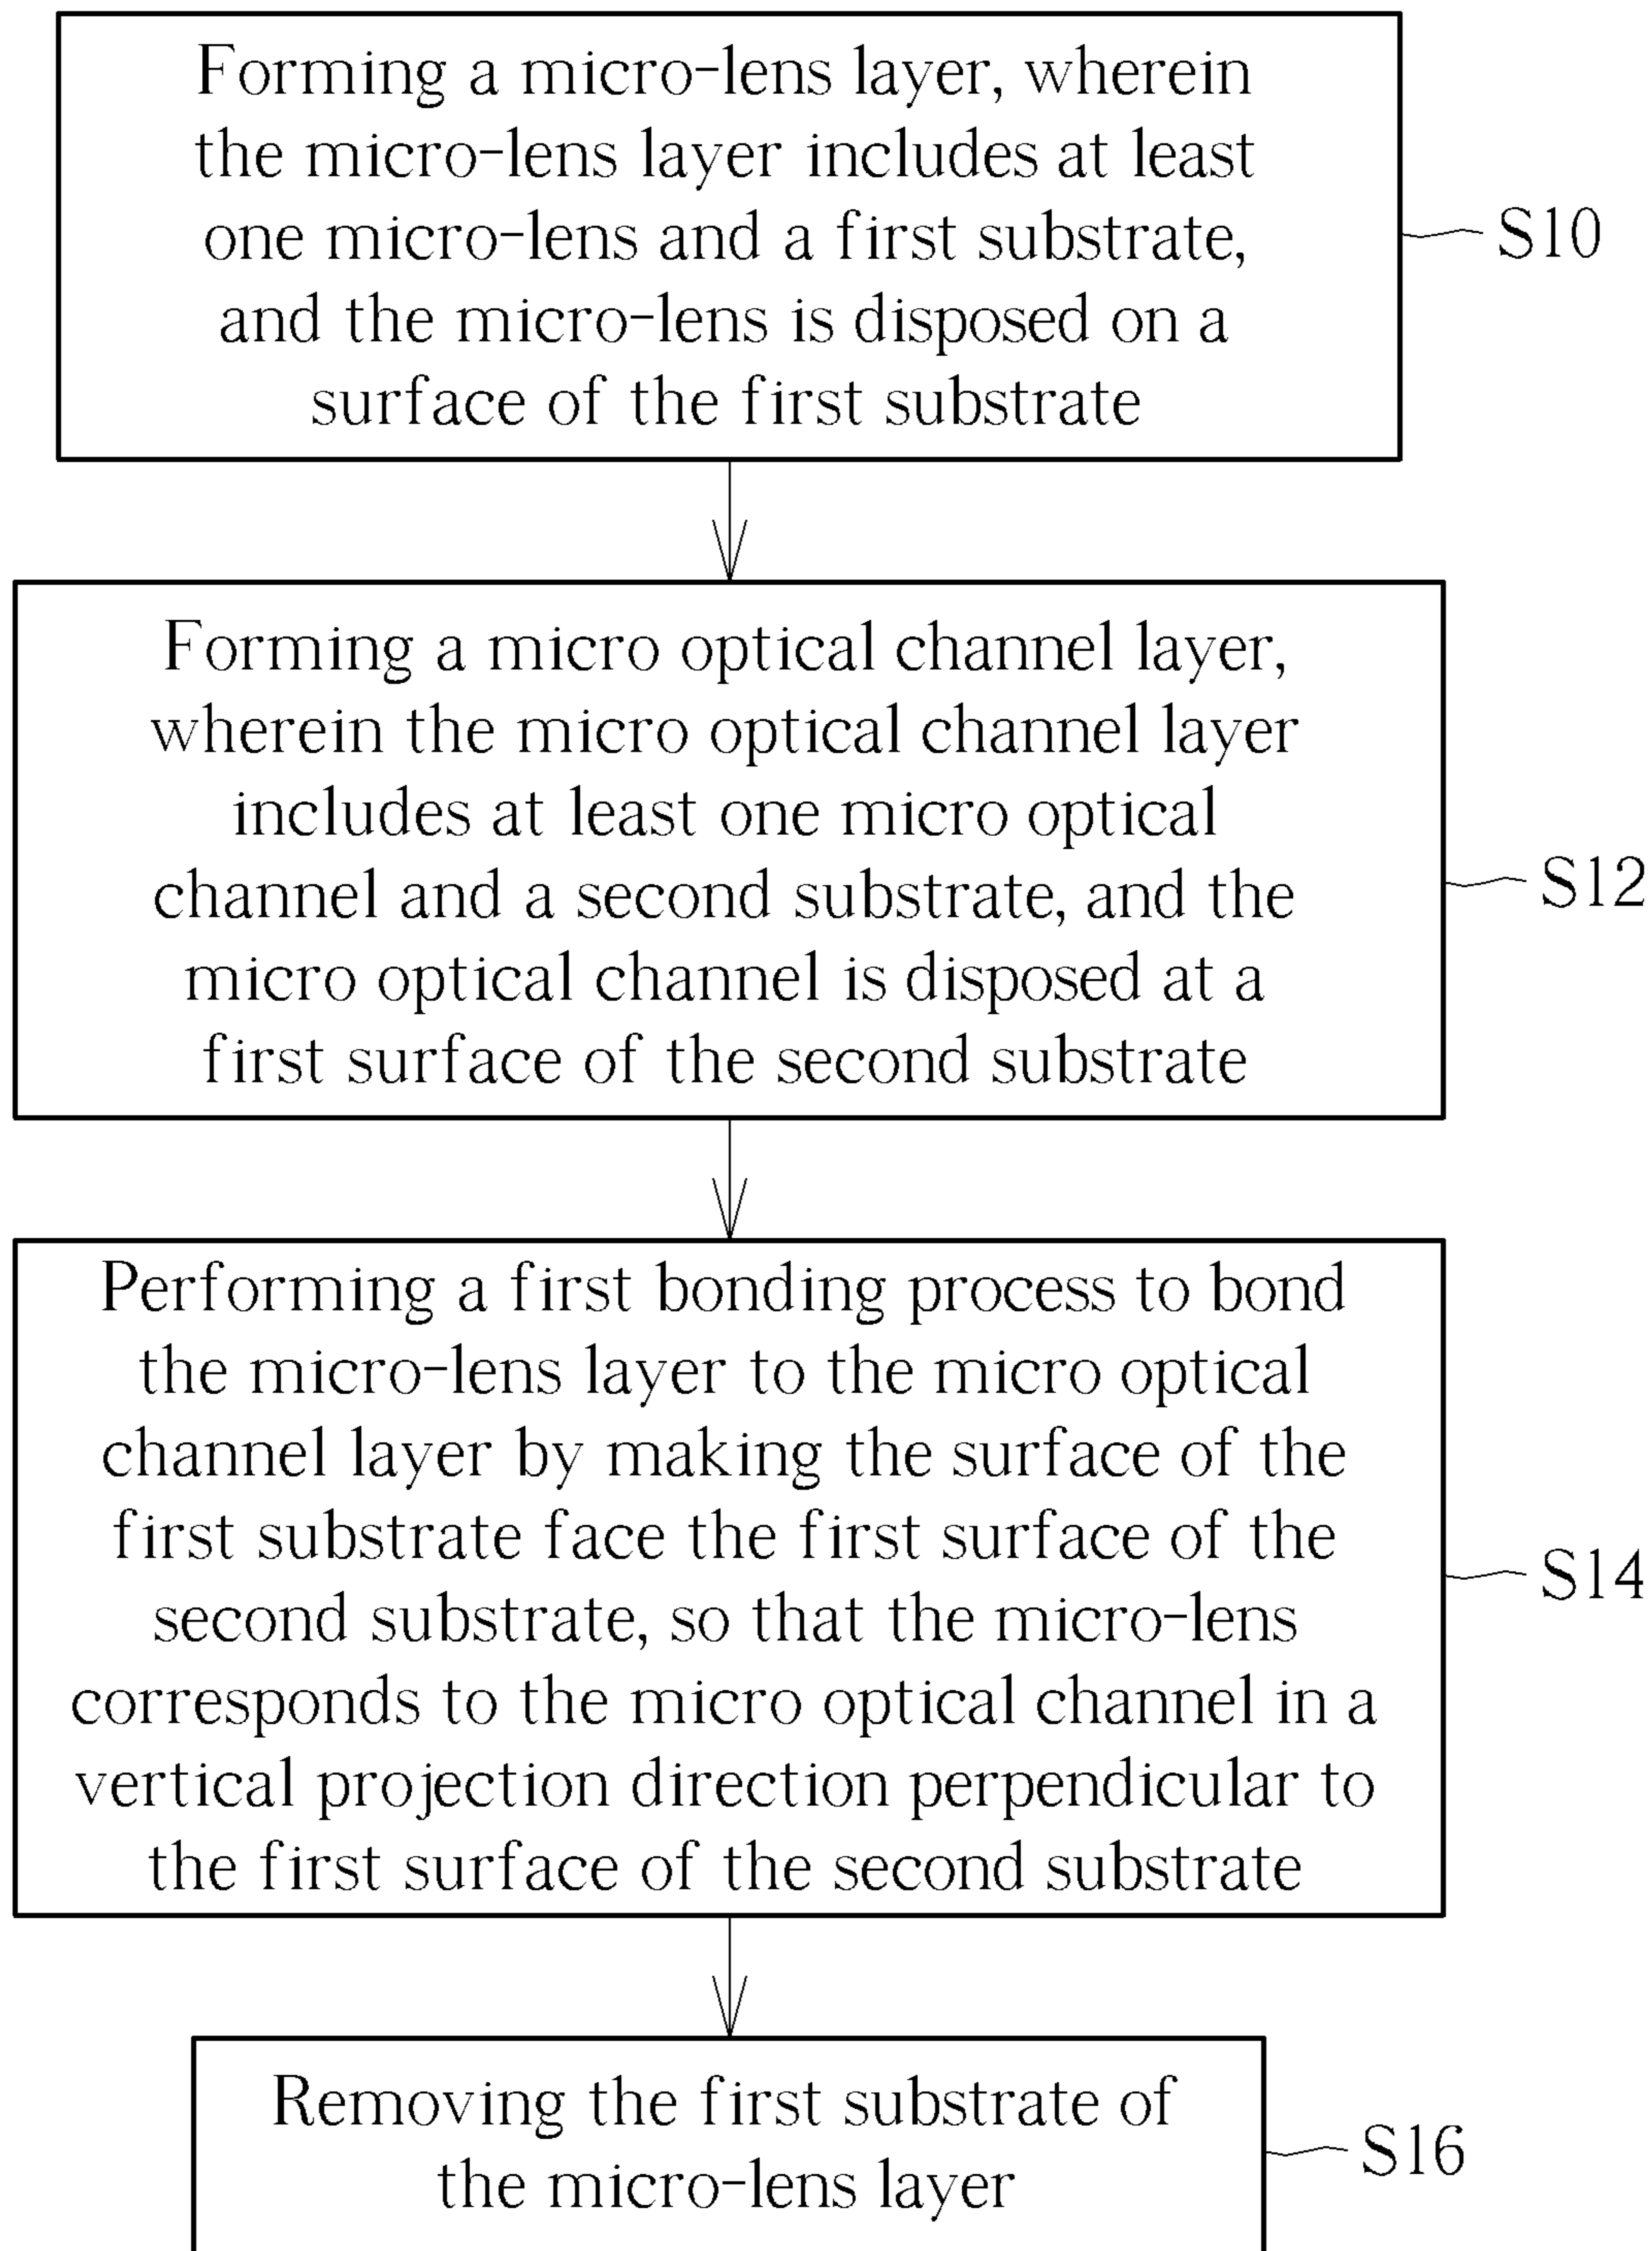 Forming a micro-lens layer, wherein
the micro-lens layer includes at least
one micro-lens and a first substrate,
and the micro-lens is disposed on a
surface of the first substrate
S10
Forming a micro optical channel layer,
wherein the micro optical channel layer
includes at least one micro optical
channel and a second substrate, and the
micro optical channel is disposed at a
first surface of the second substrate
S12
Performing a first bonding process to bond
the micro-lens layer to the micro optical
channel layer by making the surface of the
first substrate face the first surface of the
second substrate, so that the micro-lens
corresponds to the micro optical channel in a
vertical projection direction perpendicular to
the first surface of the second substrate
S14
Removing the first substrate of
the micro-lens layer
S16